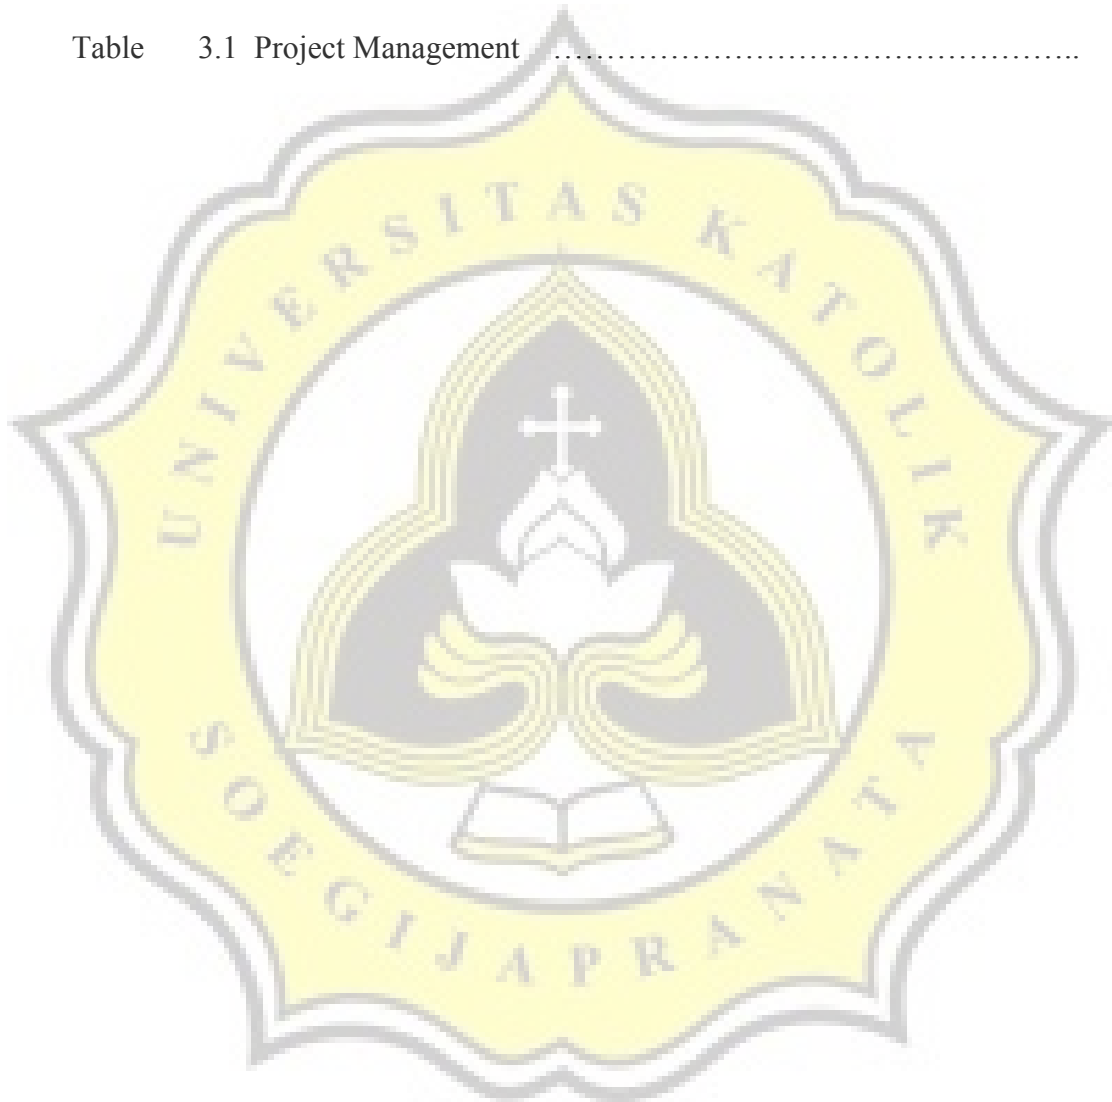 Table 3.1 Project Management …………………………………………..
UNIVERSITAS KATOLIK
SOEGIJAPRANATA